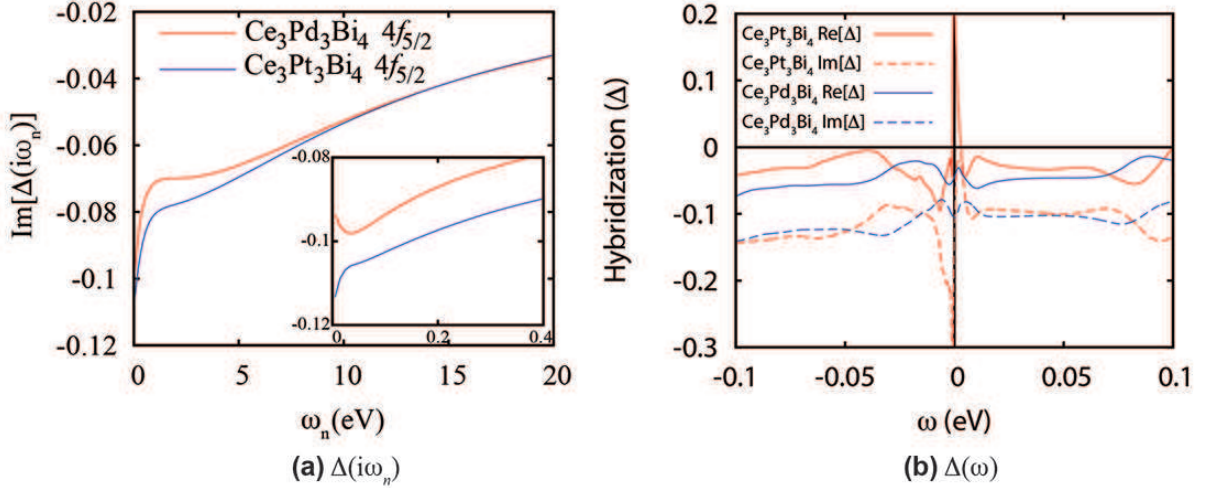 -0.02
-0.04
-0.06
-0.08
-0.1
-0.12
Im[Δ(iωₙ)]
Ce₃Pd₃Bi₄ 4f₅/₂
Ce₃Pt₃Bi₄ 4f₅/₂
-0.08
-0.1
-0.12
0 0.2 0.4
0 5 10 15 20
ωₙ(eV)
(a) Δ(iωₙ)
0.2
0.1
0
-0.1
-0.2
-0.3
Hybridization (Δ)
Ce₃Pt₃Bi₄ Re[Δ]
Ce₃Pt₃Bi₄ Im[Δ]
Ce₃Pd₃Bi₄ Re[Δ]
Ce₃Pd₃Bi₄ Im[Δ]
-0.1 -0.05 0 0.05 0.1
ω (eV)
(b) Δ(ω)